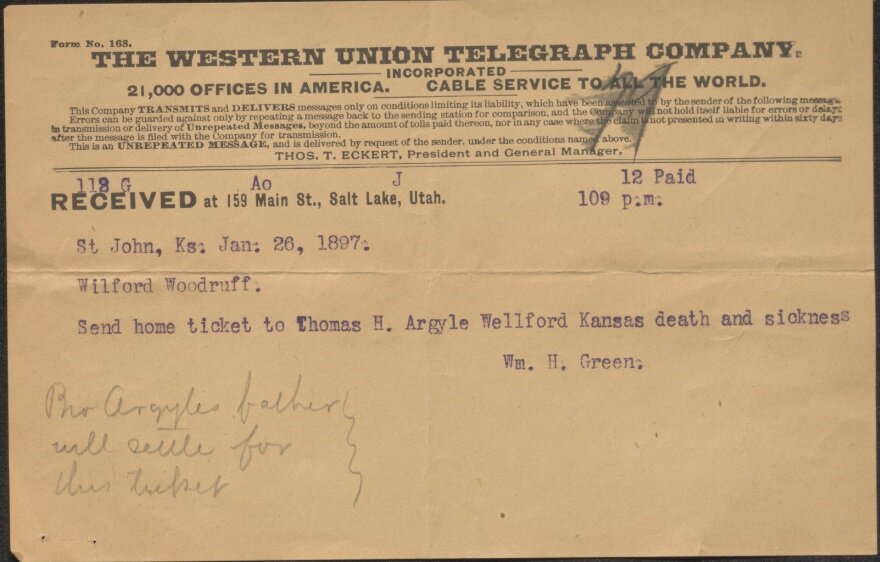 Form No. 168.
THE WESTERN UNION TELEGRAPH COMPANY.
INCORPORATED
21,000 OFFICES IN AMERICA. CABLE SERVICE TO ALL THE WORLD.
This Company TRANSMITS and DELIVERS messages only on conditions limiting its liability, which have been assented to by the sender of the following message.
Errors can be guarded against only by repeating a message back to the sending station for comparison, and the Company will not hold itself liable for errors or delays
in transmission or delivery of Unrepeated Messages, beyond the amount of tolls paid thereon, nor in any case where the claim is not presented in writing within sixty days
after the message is filed with the Company for transmission.
This is an UNREPEATED MESSAGE, and is delivered by request of the sender, under the conditions named above.
THOS. T. ECKERT, President and General Manager.
G Ao J 12 Paid
RECEIVED at 159 Main St., Salt Lake, Utah. 109 p.m.
St John, Ks. Jan. 26, 1897.
Wilford Woodruff.
Send home ticket to Thomas H. Argyle Wellford Kansas death and sickness
Wm. H. Green.
Bro Argyles father
will settle for
this ticket